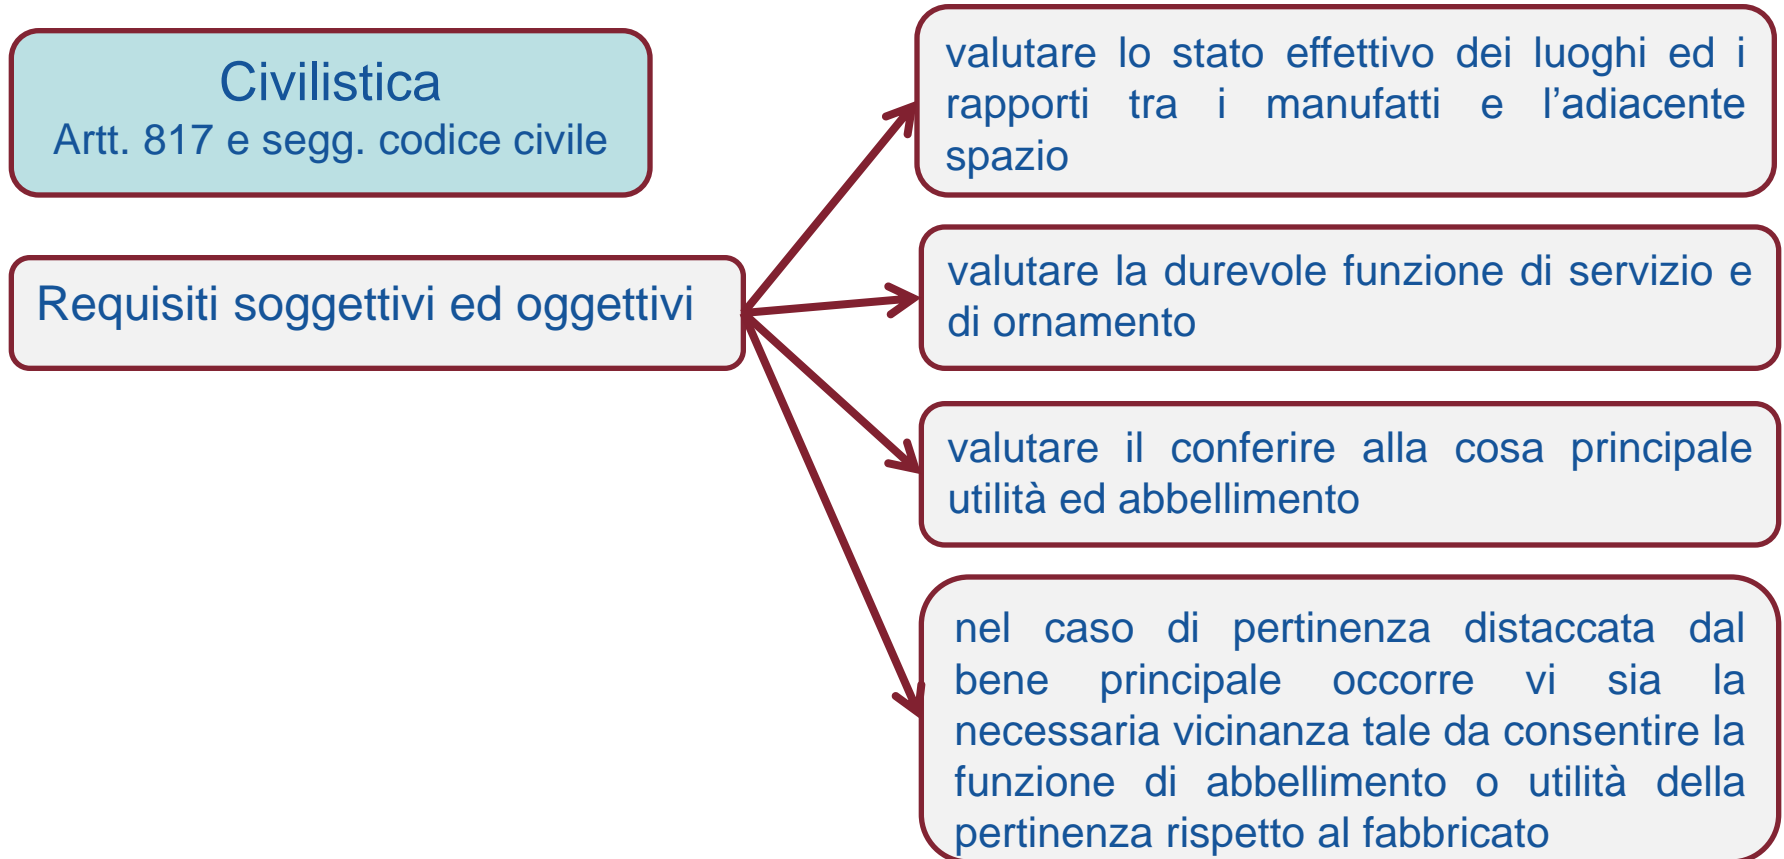 Civilistica
Artt. 817 e segg. codice civile
Requisiti soggettivi ed oggettivi
valutare lo stato effettivo dei luoghi ed i
rapporti tra i manufatti e l’adiacente
spazio
valutare la durevole funzione di servizio e
di ornamento
valutare il conferire alla cosa principale
utilità ed abbellimento
nel caso di pertinenza distaccata dal
bene principale occorre vi sia la
necessaria vicinanza tale da consentire la
funzione di abbellimento o utilità della
pertinenza rispetto al fabbricato